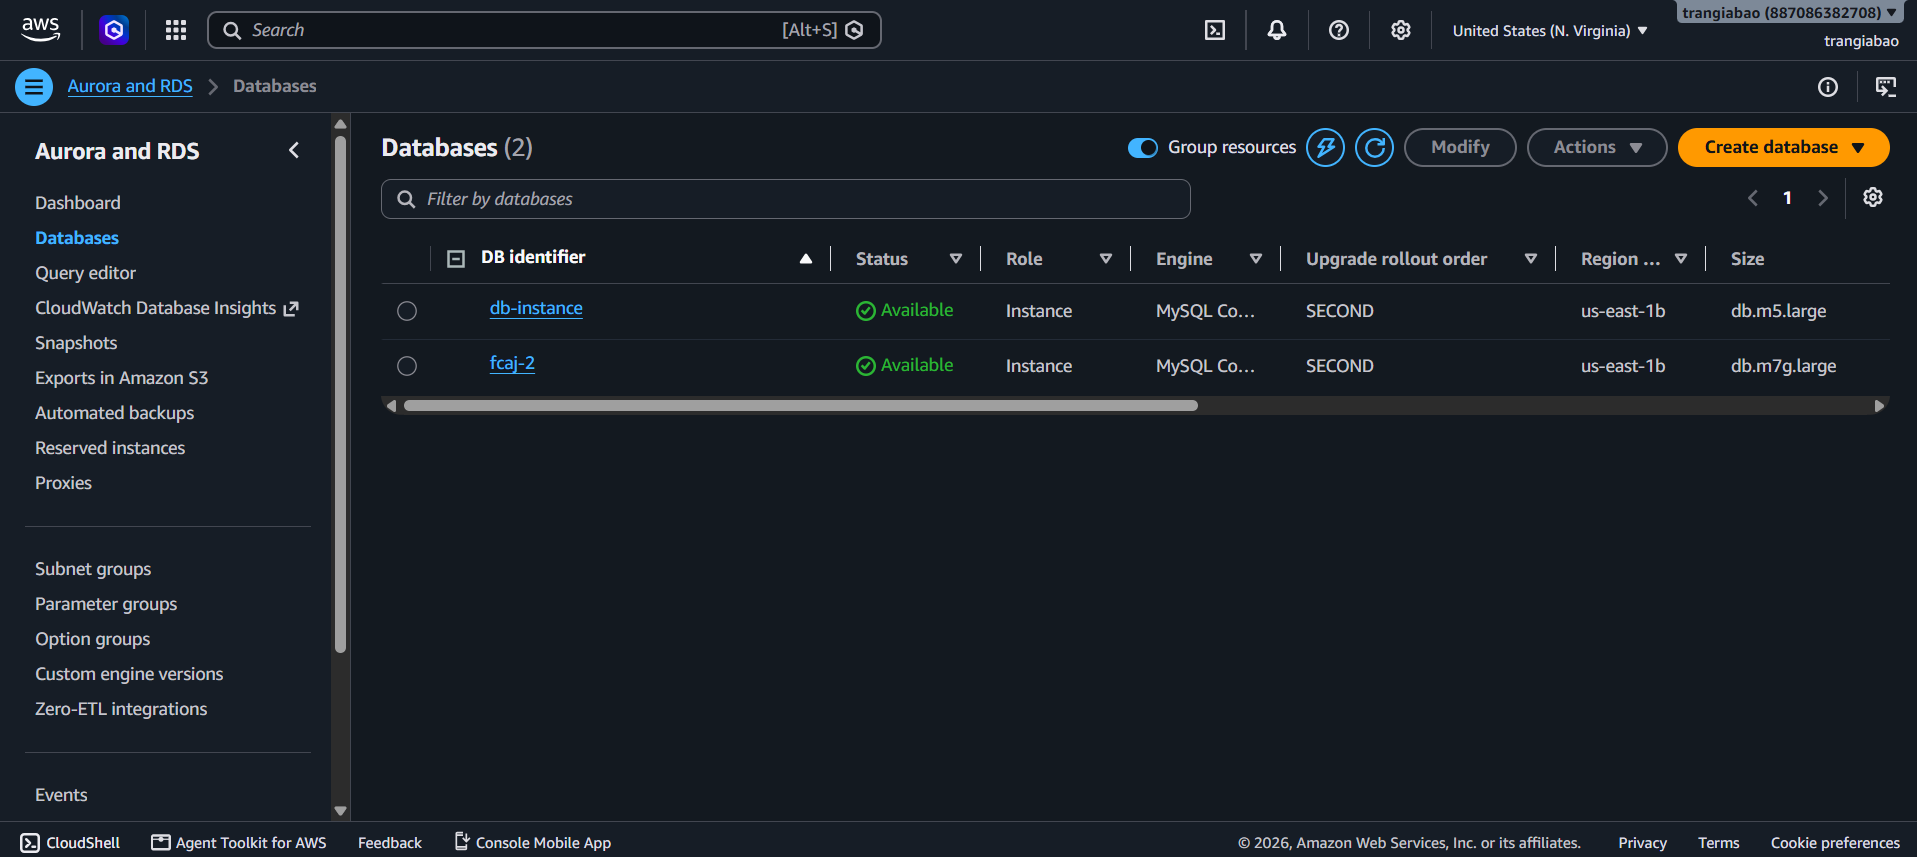 aws
Search [Alt+S]
United States (N. Virginia)
trangiabao (887086382708)
trangiabao
Aurora and RDS
Databases
Aurora and RDS
Dashboard
Databases
Query editor
CloudWatch Database Insights
Snapshots
Exports in Amazon S3
Automated backups
Reserved instances
Proxies
Subnet groups
Parameter groups
Option groups
Custom engine versions
Zero-ETL integrations
Events
Databases (2)
Group resources
Modify
Actions
Create database
Filter by databases
1
DB identifier Status Role Engine Upgrade rollout order Region ... Size
db-instance Available Instance MySQL Co... SECOND us-east-1b db.m5.large
fcaj-2 Available Instance MySQL Co... SECOND us-east-1b db.m7g.large
CloudShell Agent Toolkit for AWS Feedback Console Mobile App © 2026, Amazon Web Services, Inc. or its affiliates. Privacy Terms Cookie preferences